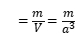 = m/V = m/a³